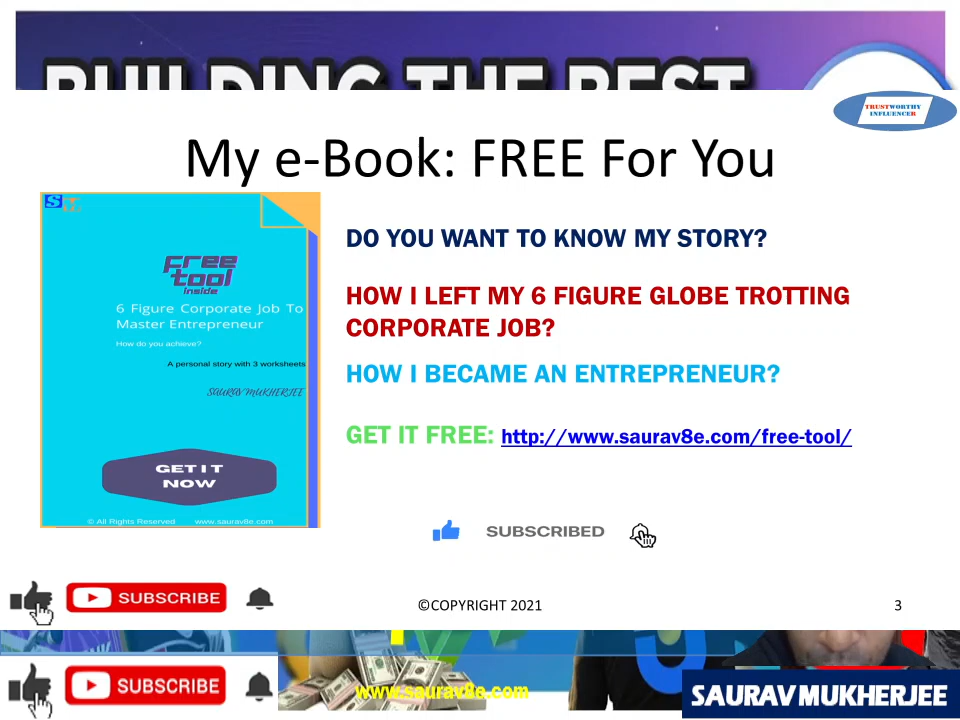 BUILDING THE BEST
TRUSTWORTHY
INFLUENCER
My e-Book: FREE For You
S
Free
tool
inside
6 Figure Corporate Job To
Master Entrepreneur
How do you achieve?
A personal story with 3 worksheets
SAURAV MUKHERJEE
GET IT
NOW
© All Rights Reserved www.saurav8e.com
DO YOU WANT TO KNOW MY STORY?
HOW I LEFT MY 6 FIGURE GLOBE TROTTING
CORPORATE JOB?
HOW I BECAME AN ENTREPRENEUR?
GET IT FREE: http://www.saurav8e.com/free-tool/
SUBSCRIBED
SUBSCRIBE
©COPYRIGHT 2021
3
SUBSCRIBE
www.saurav8e.com
SAURAV MUKHERJEE